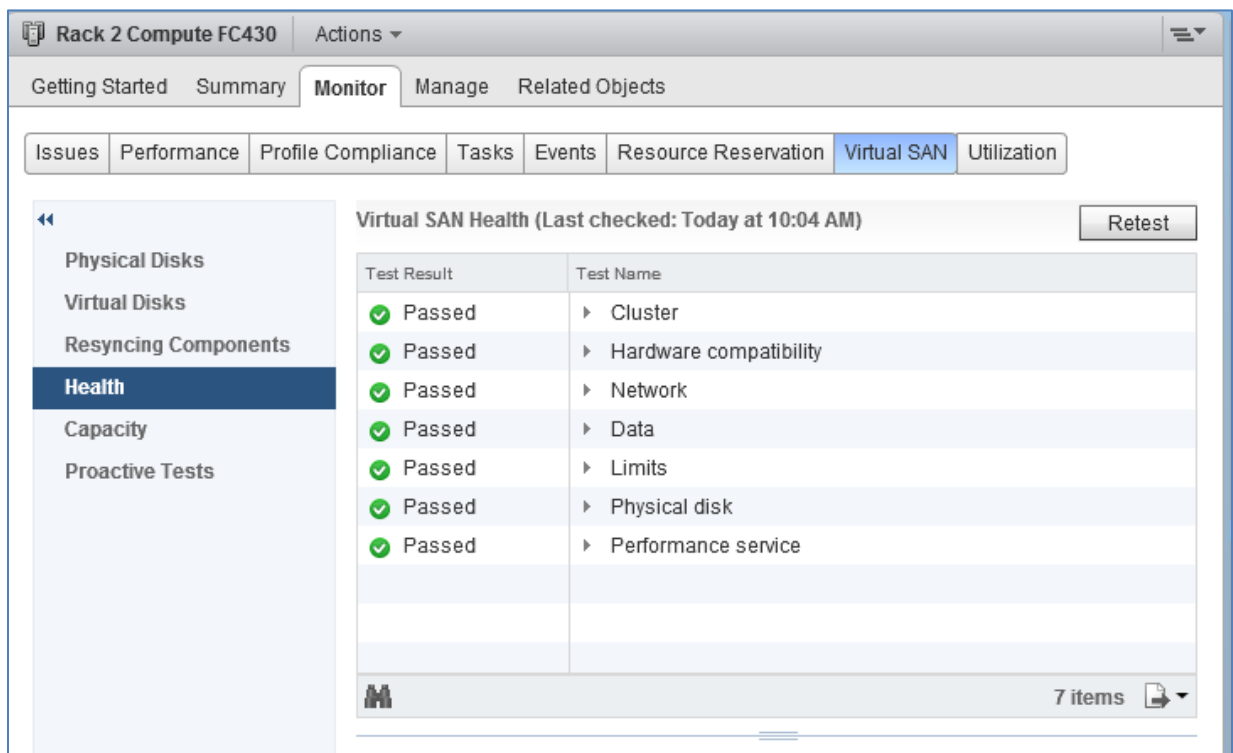 Rack 2 Compute FC430 Actions
Getting Started Summary Monitor Manage Related Objects
Issues Performance Profile Compliance Tasks Events Resource Reservation Virtual SAN Utilization
Physical Disks
Virtual Disks
Resyncing Components
Health
Capacity
Proactive Tests
Virtual SAN Health (Last checked: Today at 10:04 AM) Retest
Test Result Test Name
Passed Cluster
Passed Hardware compatibility
Passed Network
Passed Data
Passed Limits
Passed Physical disk
Passed Performance service
7 items